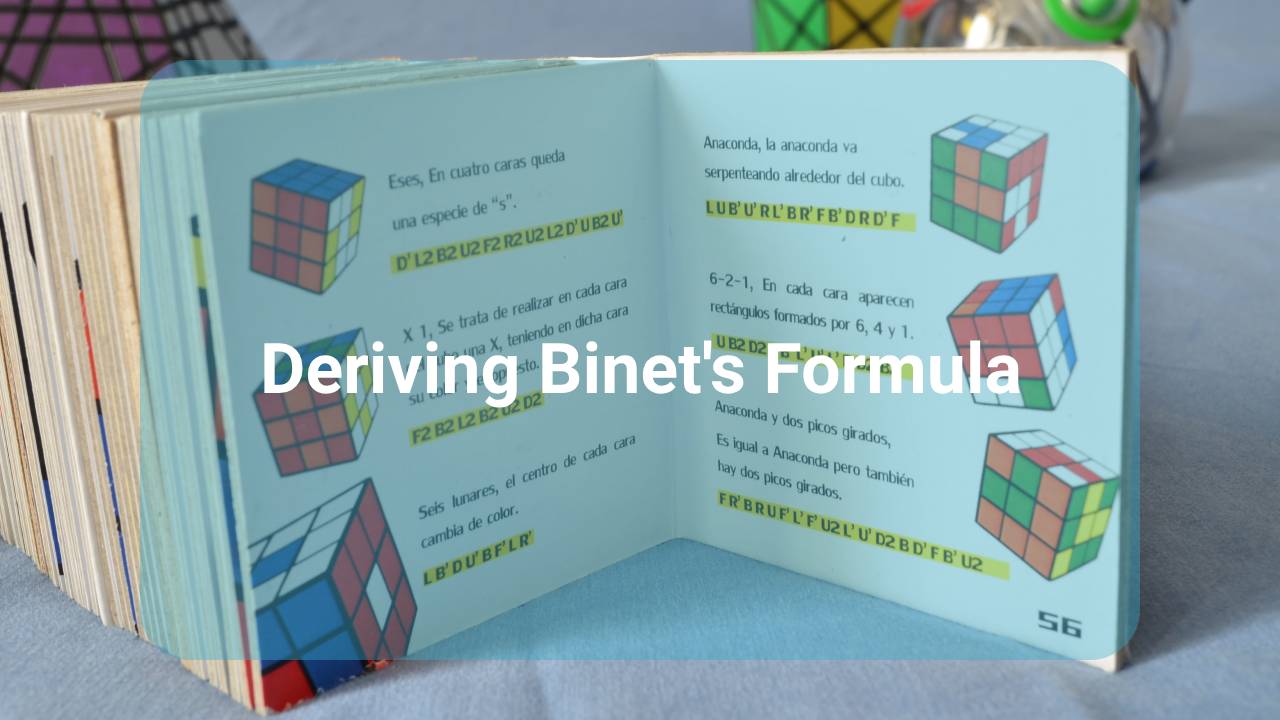 Eses, En cuatro caras queda
una especie de "s".
D' L2 B2 U2 F2 R2 U2 L2 D' U B2 U'
X 1, Se trata de realizar en cada cara
una X, teniendo en dicha cara
su
F2 B2 L2 B2 U2 D2
Seis lunares, el centro de cada cara
cambia de color.
L B' D U' B F' L R'
Anaconda, la anaconda va
serpenteando alrededor del cubo.
L U B' U' R L' B R' F B' D R D' F'
6-2-1, En cada cara aparecen
rectángulos formados por 6, 4 y 1.
U B2 D2
Deriving Binet's Formula
Anaconda y dos picos girados,
Es igual a Anaconda pero también
hay dos picos girados.
F R' B R U F' L' F' U2 L' U' D2 B D' F B' U2
56